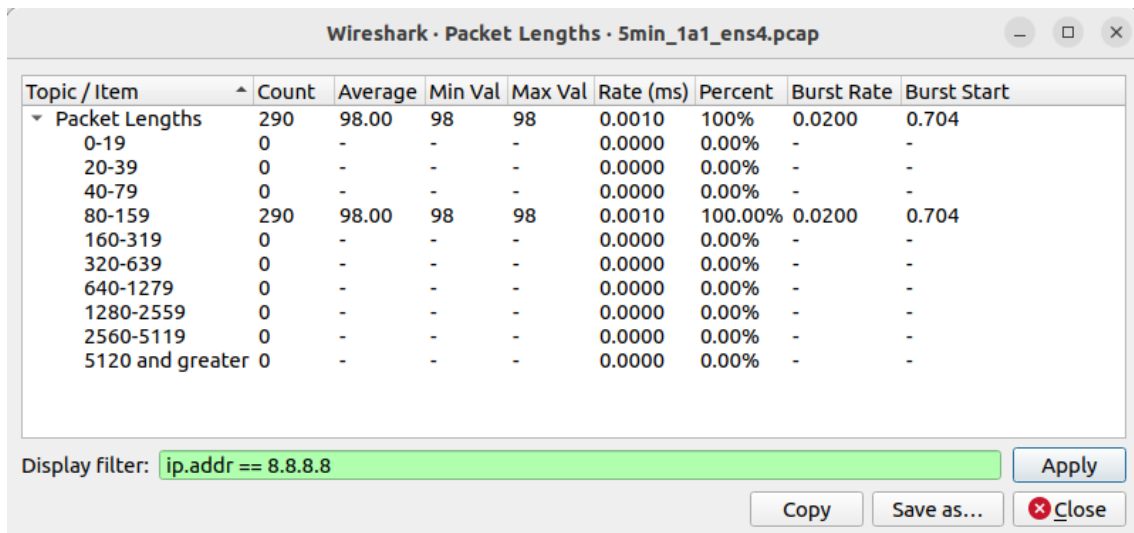 Wireshark · Packet Lengths · 5min_1a1_ens4.pcap
Topic / Item Count Average Min Val Max Val Rate (ms) Percent Burst Rate Burst Start
Packet Lengths 290 98.00 98 98 0.0010 100% 0.0200 0.704
0-19 0 - - - 0.0000 0.00% - -
20-39 0 - - - 0.0000 0.00% - -
40-79 0 - - - 0.0000 0.00% - -
80-159 290 98.00 98 98 0.0010 100.00% 0.0200 0.704
160-319 0 - - - 0.0000 0.00% - -
320-639 0 - - - 0.0000 0.00% - -
640-1279 0 - - - 0.0000 0.00% - -
1280-2559 0 - - - 0.0000 0.00% - -
2560-5119 0 - - - 0.0000 0.00% - -
5120 and greater 0 - - - 0.0000 0.00% - -
Display filter: ip.addr == 8.8.8.8 Apply
Copy Save as... Close